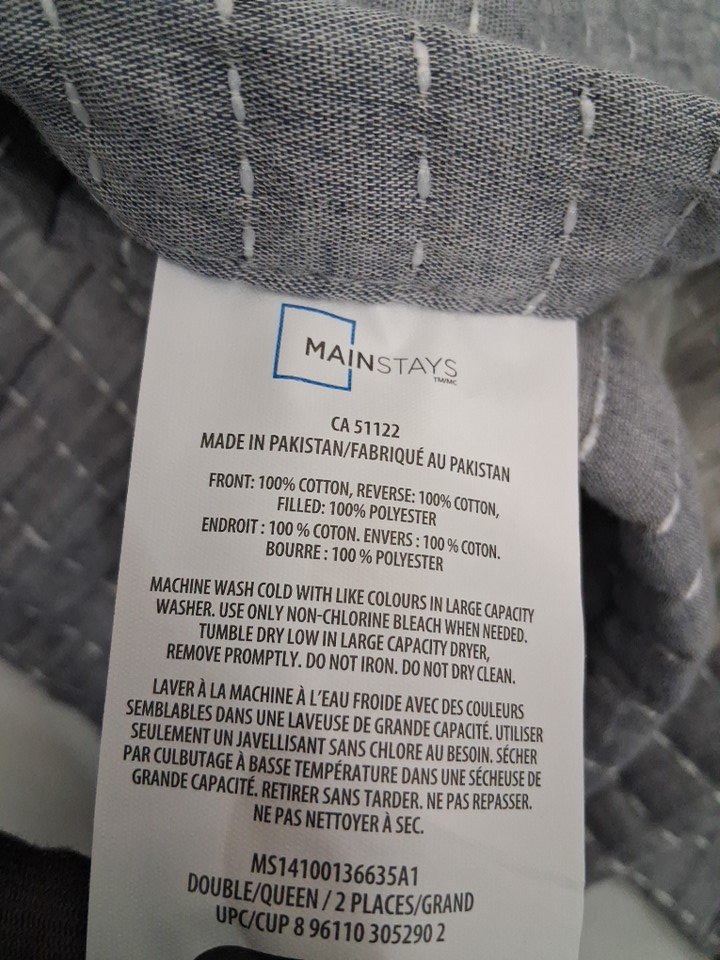 MAINSTAYS
TM/MC
CA 51122
MADE IN PAKISTAN/FABRIQUÉ AU PAKISTAN
FRONT: 100% COTTON, REVERSE: 100% COTTON,
FILLED: 100% POLYESTER
ENDROIT : 100 % COTON. ENVERS : 100 % COTON.
BOURRE : 100 % POLYESTER
MACHINE WASH COLD WITH LIKE COLOURS IN LARGE CAPACITY
WASHER. USE ONLY NON-CHLORINE BLEACH WHEN NEEDED.
TUMBLE DRY LOW IN LARGE CAPACITY DRYER,
REMOVE PROMPTLY. DO NOT IRON. DO NOT DRY CLEAN.
LAVER À LA MACHINE À L'EAU FROIDE AVEC DES COULEURS
SEMBLABLES DANS UNE LAVEUSE DE GRANDE CAPACITÉ. UTILISER
SEULEMENT UN JAVELLISANT SANS CHLORE AU BESOIN. SÉCHER
PAR CULBUTAGE À BASSE TEMPÉRATURE DANS UNE SÉCHEUSE DE
GRANDE CAPACITÉ. RETIRER SANS TARDER. NE PAS REPASSER.
NE PAS NETTOYER À SEC.
MS14100136635A1
DOUBLE/QUEEN / 2 PLACES/GRAND
UPC/CUP 8 96110 305290 2